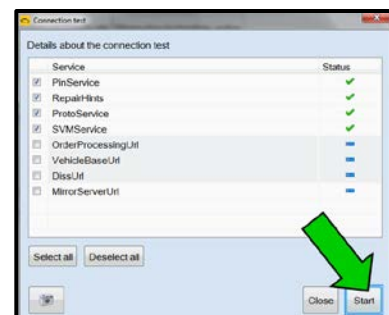 Connection test
Details about the connection test
Service Status
PinService
RepairHints
ProtoService
SVMService
OrderProcessingUrl
VehicleBaseUrl
DissUrl
MirrorServerUrl
Select all Deselect all
Close Start